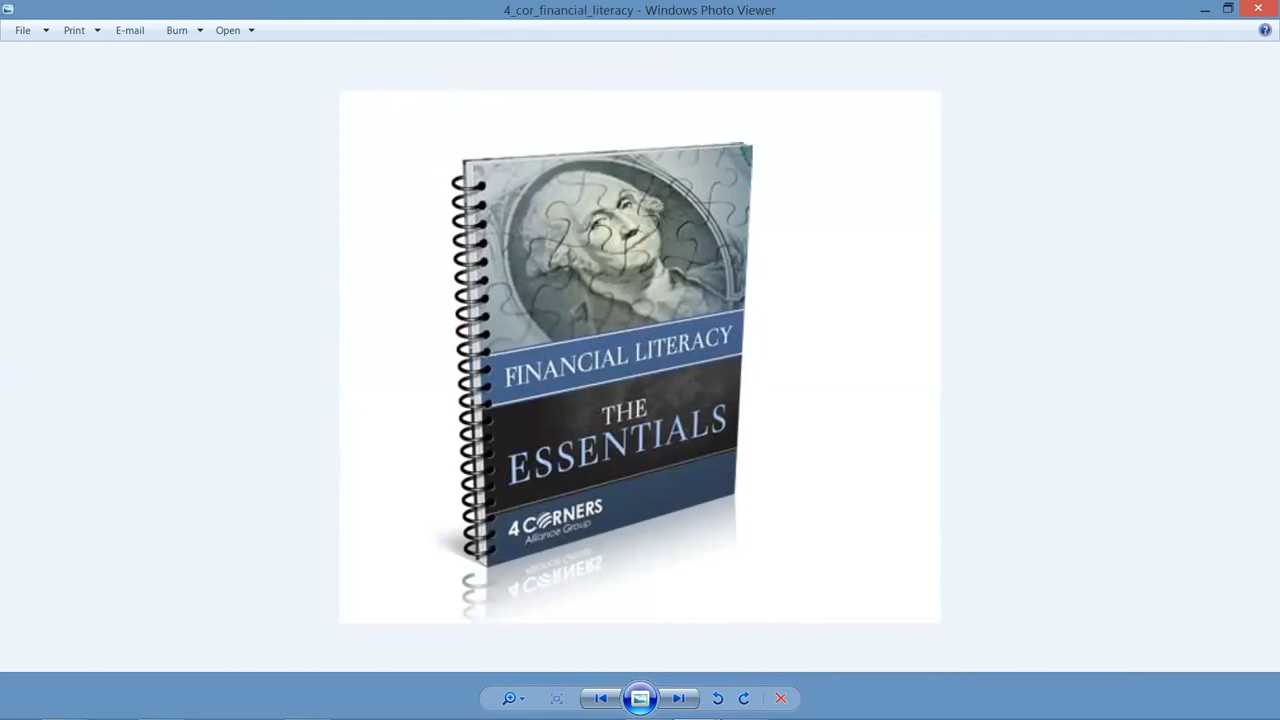 4_cor_financial_literacy - Windows Photo Viewer
File Print E-mail Burn Open
FINANCIAL LITERACY
THE
ESSENTIALS
4 CORNERS
Alliance Group